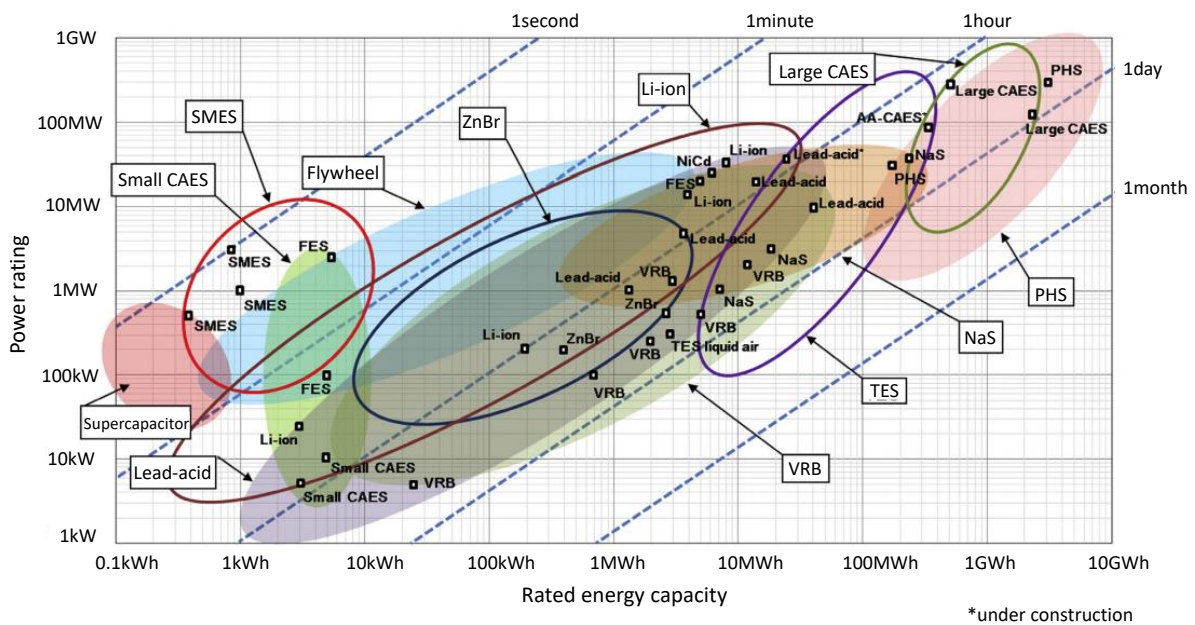 1second 1minute 1hour
1GW
1day
Large CAES
PHS
Li-ion
Large CAES
SMES
ZnBr
100MW
AA-CAES*
Large CAES
Small CAES
Flywheel
NiCd Li-ion Lead-acid* NaS
PHS
FES Lead-acid
Li-ion
10MW
Lead-acid
1month
FES
Lead-acid
SMES
VRB NaS
Lead-acid VRB
1MW
SMES
ZnBr NaS
PHS
SMES
VRB
NaS
Li-ion ZnBr
VRB TES liquid air
100kW
FES
VRB
TES
Supercapacitor
Li-ion
Lead-acid
10kW
Small CAES
VRB
Small CAES VRB
1kW
0.1kWh 1kWh 10kWh 100kWh 1MWh 10MWh 100MWh 1GWh 10GWh
Power rating
Rated energy capacity
*under construction